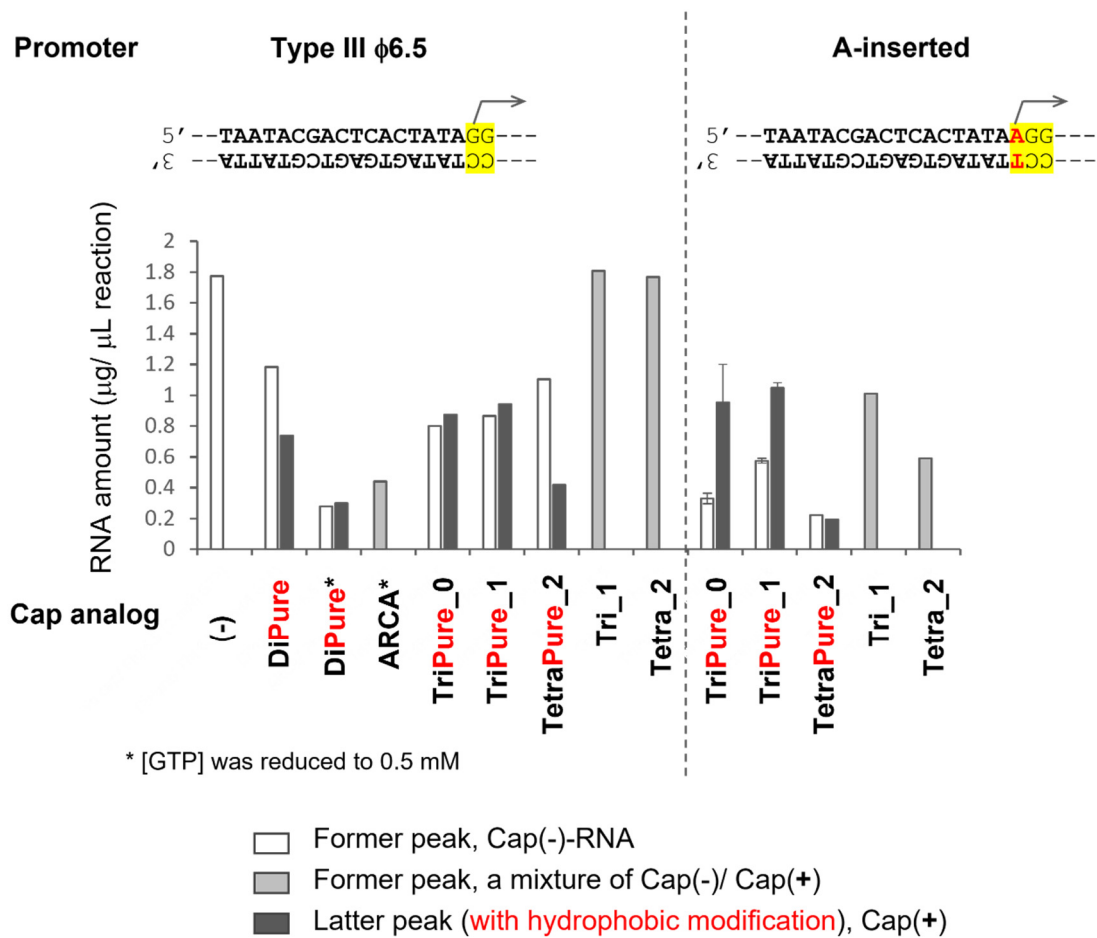 Promoter
Type III ϕ6.5
A-inserted
5’ ---TAATACGACTCACTATAGG----
----CCTATAGTGAGTCGTATTA--- 3’
5’ ---TAATACGACTCACTATAAGG----
----CCTTATAGTGAGTCGTATTA--- 3’
RNA amount (μg/ μL reaction)
2
1.8
1.6
1.4
1.2
1
0.8
0.6
0.4
0.2
0
Cap analog
(-)
DiPure
DiPure*
ARCA*
TriPure_0
TriPure_1
TetraPure_2
Tri_1
Tetra_2
TriPure_0
TriPure_1
TetraPure_2
Tri_1
Tetra_2
* [GTP] was reduced to 0.5 mM
Former peak, Cap(-)-RNA
Former peak, a mixture of Cap(-)/ Cap(+)
Latter peak (with hydrophobic modification), Cap(+)